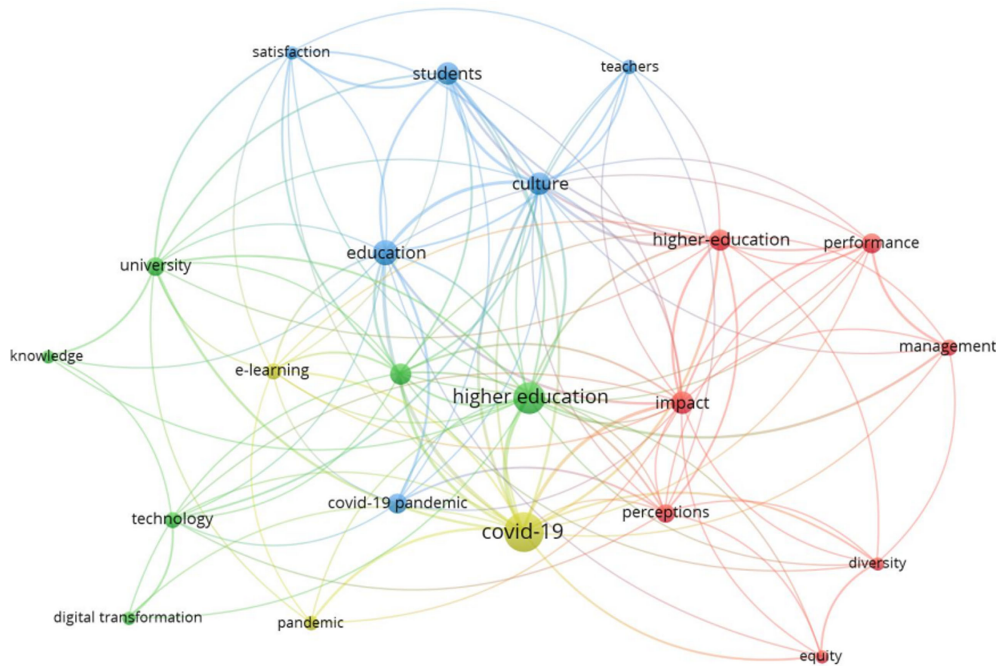 satisfaction
students
teachers
culture
higher-education
performance
education
university
management
knowledge
e-learning
higher education
impact
covid-19 pandemic
perceptions
technology
covid-19
diversity
digital transformation
pandemic
equity